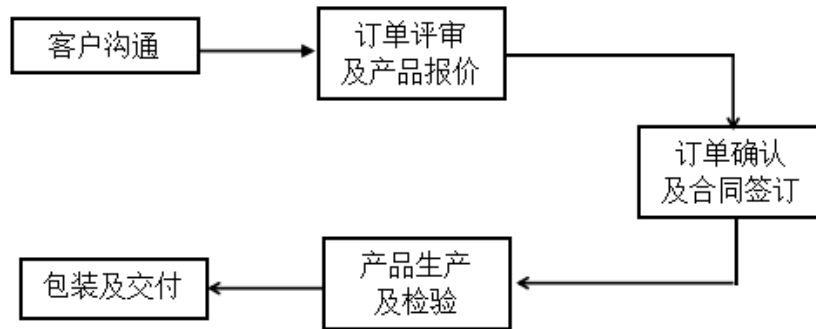 客户沟通
订单评审
及产品报价
订单确认
及合同签订
产品生产
及检验
包装及交付